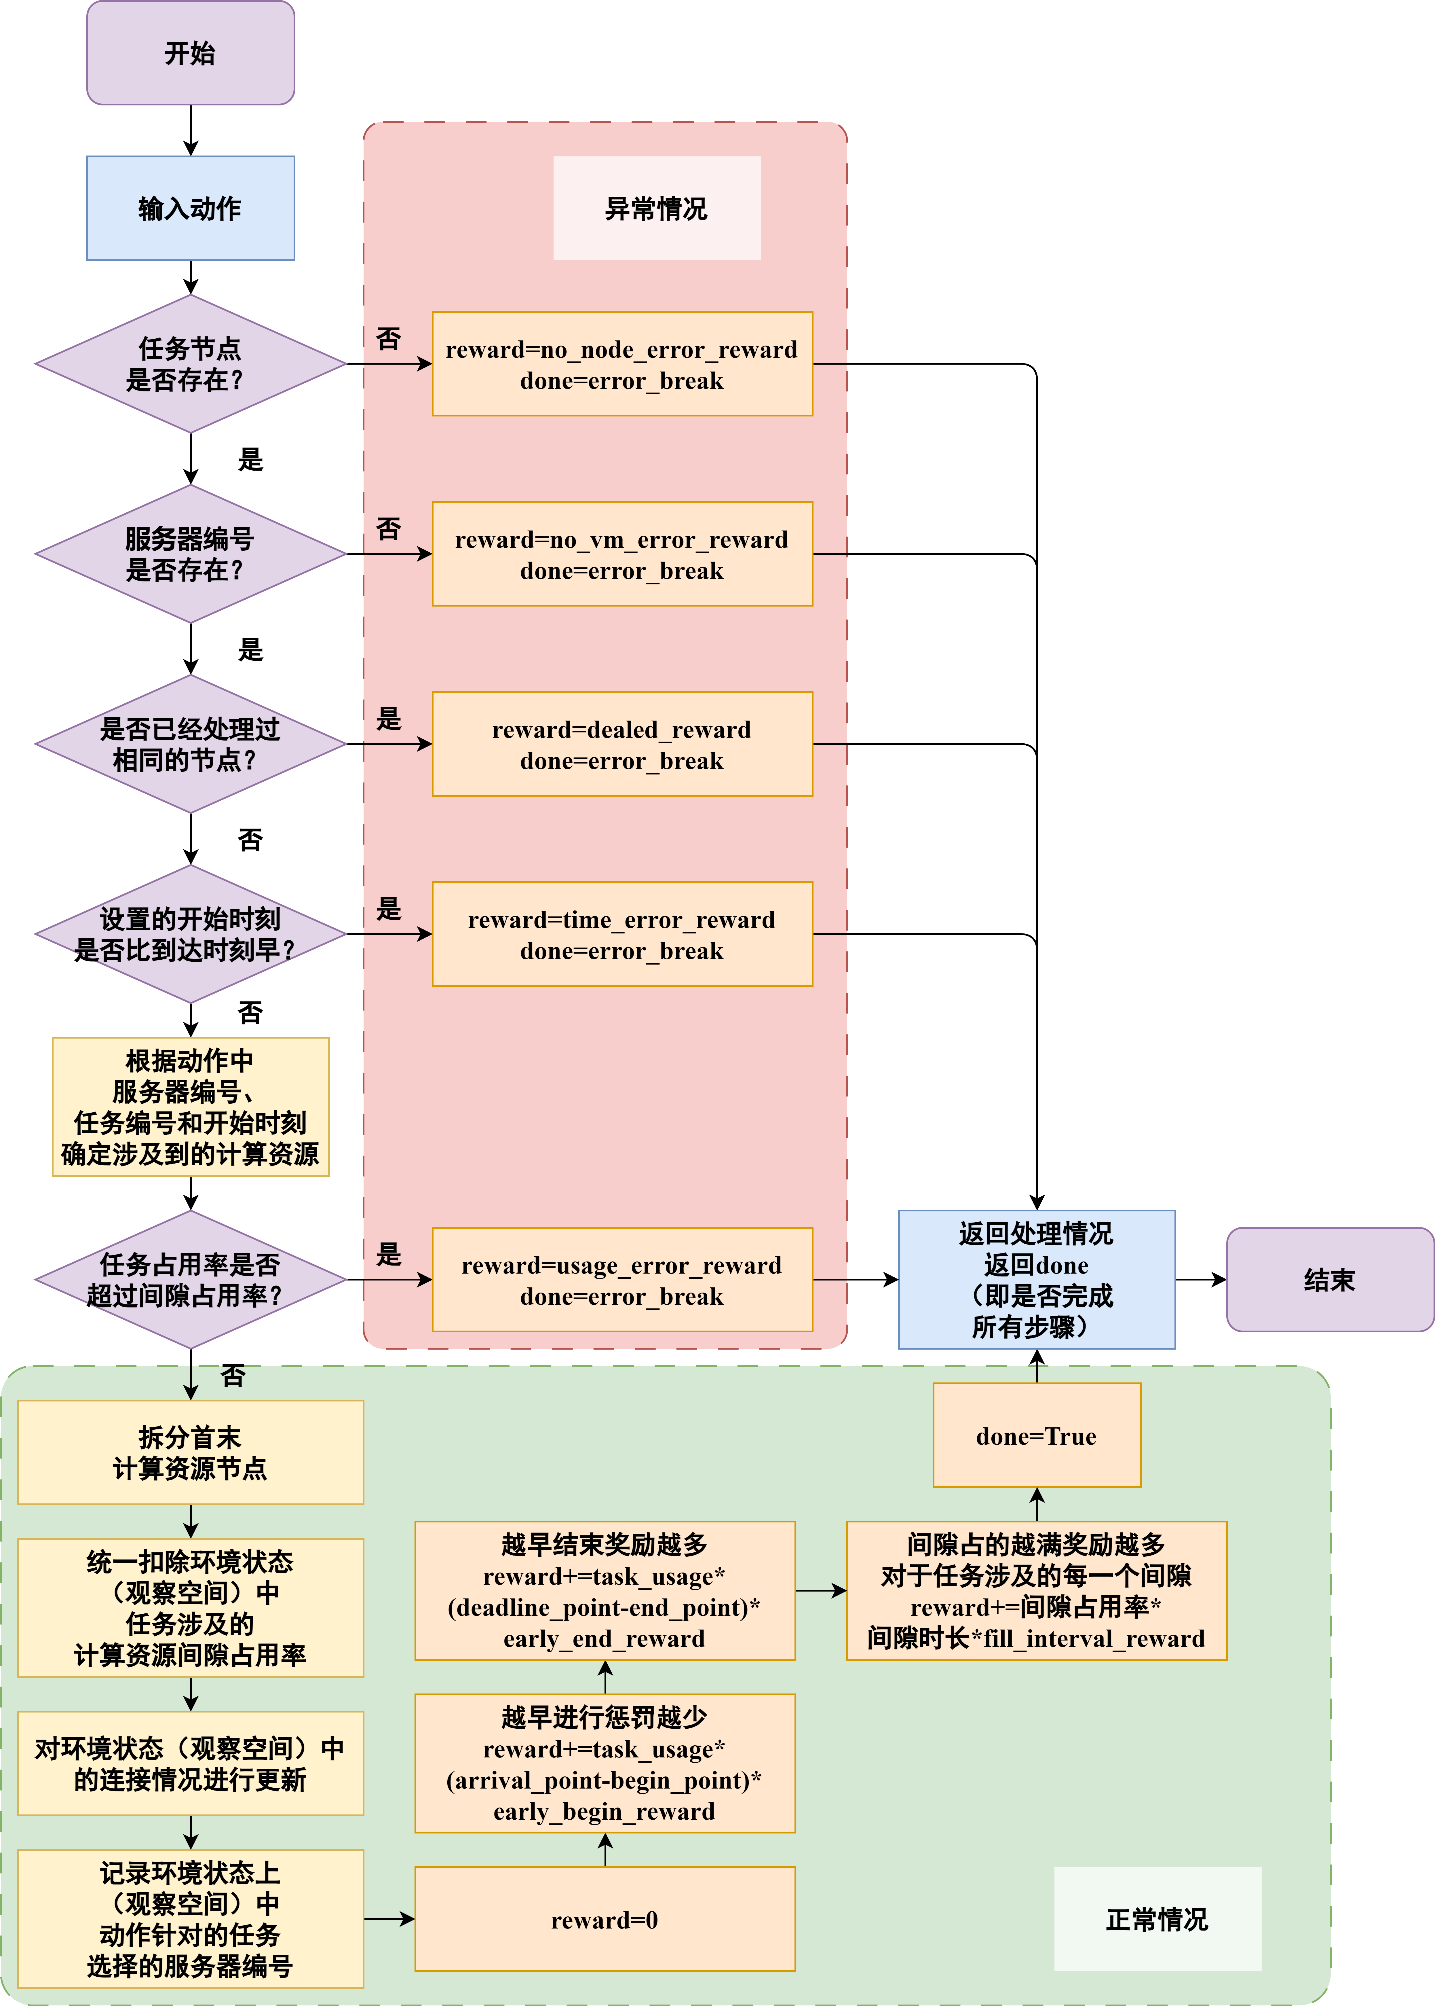 开始
输入动作
异常情况
任务节点
是否存在？
否
reward=no_node_error_reward
done=error_break
是
服务器编号
是否存在？
否
reward=no_vm_error_reward
done=error_break
是
是否已经处理过
相同的节点？
是
reward=dealed_reward
done=error_break
否
设置的开始时刻
是否比到达时刻早？
是
reward=time_error_reward
done=error_break
否
根据动作中
服务器编号、
任务编号和开始时刻
确定涉及到的计算资源
任务占用率是否
超过间隙占用率？
是
reward=usage_error_reward
done=error_break
返回处理情况
返回done
（即是否完成
所有步骤）
结束
否
拆分首末
计算资源节点
统一扣除环境状态
（观察空间）中
任务涉及的
计算资源间隙占用率
对环境状态（观察空间）中
的连接情况进行更新
记录环境状态上
（观察空间）中
动作针对的任务
选择的服务器编号
reward=0
越早进行惩罚越少
reward+=task_usage*
(arrival_point-begin_point)*
early_begin_reward
越早结束奖励越多
reward+=task_usage*
(deadline_point-end_point)*
early_end_reward
间隙占的越满奖励越多
对于任务涉及的每一个间隙
reward+=间隙占用率*
间隙时长*fill_interval_reward
done=True
正常情况